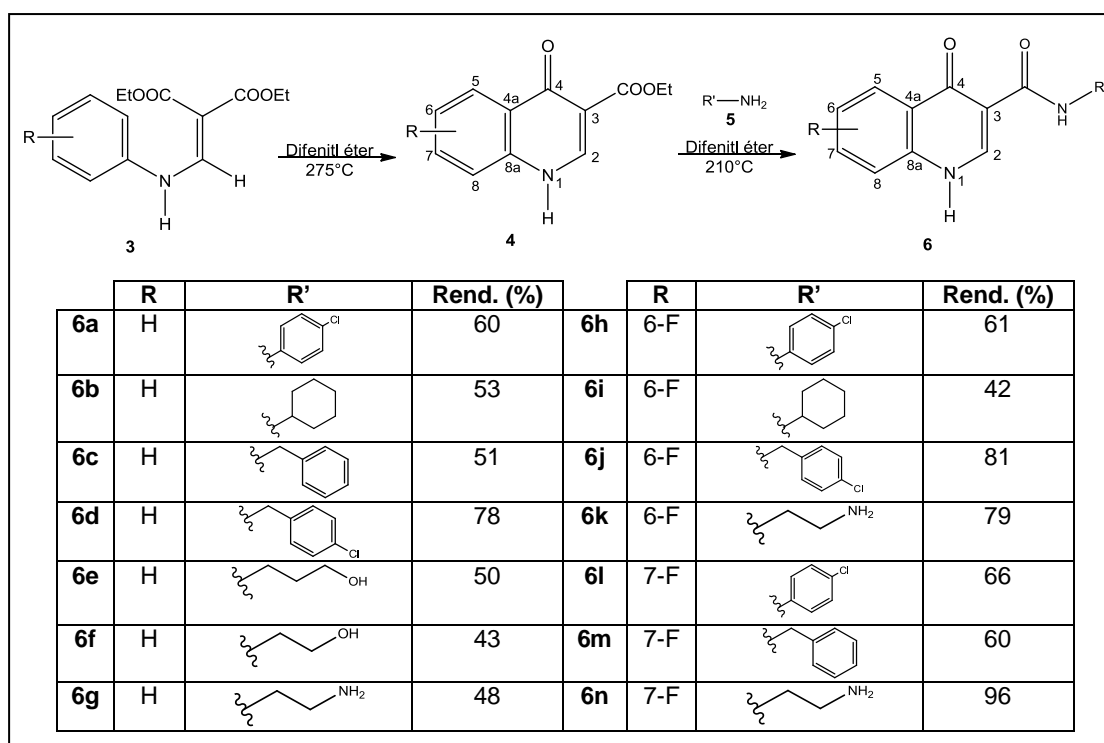 EtOOC COOEt
R
N
H
H
3
Difenitl éter
275°C
O
5 4 OEt
6 4a 3
R
7 8a 2
8 N 1
H
4
R'—NH2
5
Difenitl éter
210°C
O O
5 4 R'
6 4a 3 N
R H
7 8a 2
8 N 1
H
6
R R' Rend. (%) R R' Rend. (%)
6a H Cl 60 6h 6-F Cl 61
6b H 53 6i 6-F 42
6c H 51 6j 6-F Cl 81
6d H Cl 78 6k 6-F NH2 79
6e H OH 50 6l 7-F Cl 66
6f H OH 43 6m 7-F 60
6g H NH2 48 6n 7-F NH2 96